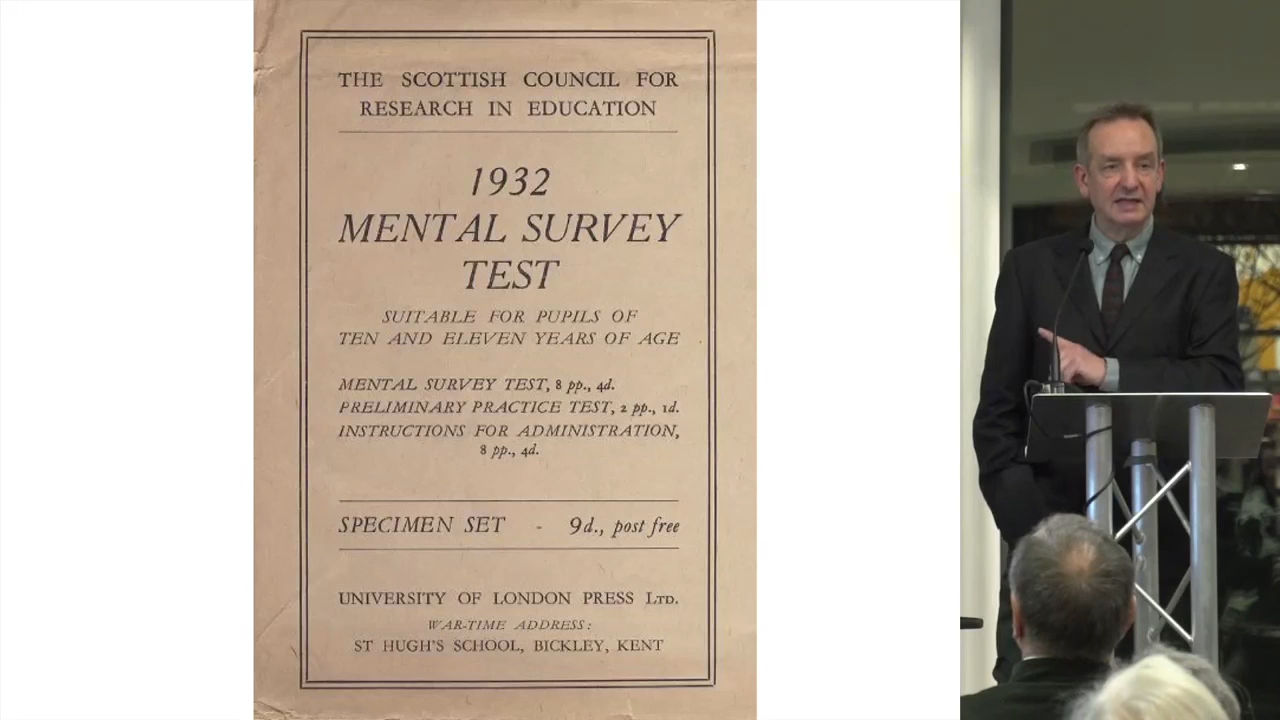 THE SCOTTISH COUNCIL FOR
RESEARCH IN EDUCATION
1932
MENTAL SURVEY
TEST
SUITABLE FOR PUPILS OF
TEN AND ELEVEN YEARS OF AGE
MENTAL SURVEY TEST, 8 pp., 4d.
PRELIMINARY PRACTICE TEST, 2 pp., 1d.
INSTRUCTIONS FOR ADMINISTRATION,
8 pp., 4d.
SPECIMEN SET - 9d., post free
UNIVERSITY OF LONDON PRESS LTD.
WAR-TIME ADDRESS:
ST HUGH'S SCHOOL, BICKLEY, KENT